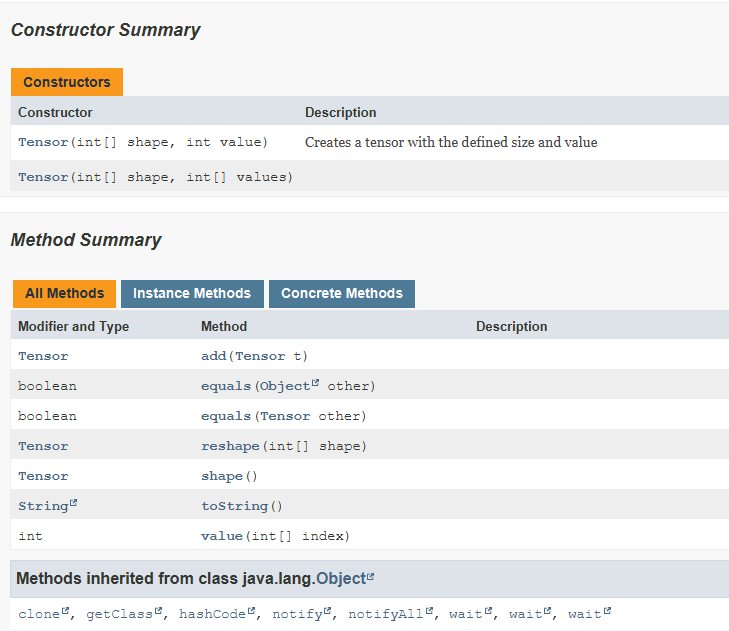 Constructor Summary
Constructors
Constructor Description
Tensor(int[] shape, int value) Creates a tensor with the defined size and value
Tensor(int[] shape, int[] values)
Method Summary
All Methods Instance Methods Concrete Methods
Modifier and Type Method Description
Tensor add(Tensor t)
boolean equals(Object other)
boolean equals(Tensor other)
Tensor reshape(int[] shape)
Tensor shape()
String toString()
int value(int[] index)
Methods inherited from class java.lang.Object
clone, getClass, hashCode, notify, notifyAll, wait, wait, wait